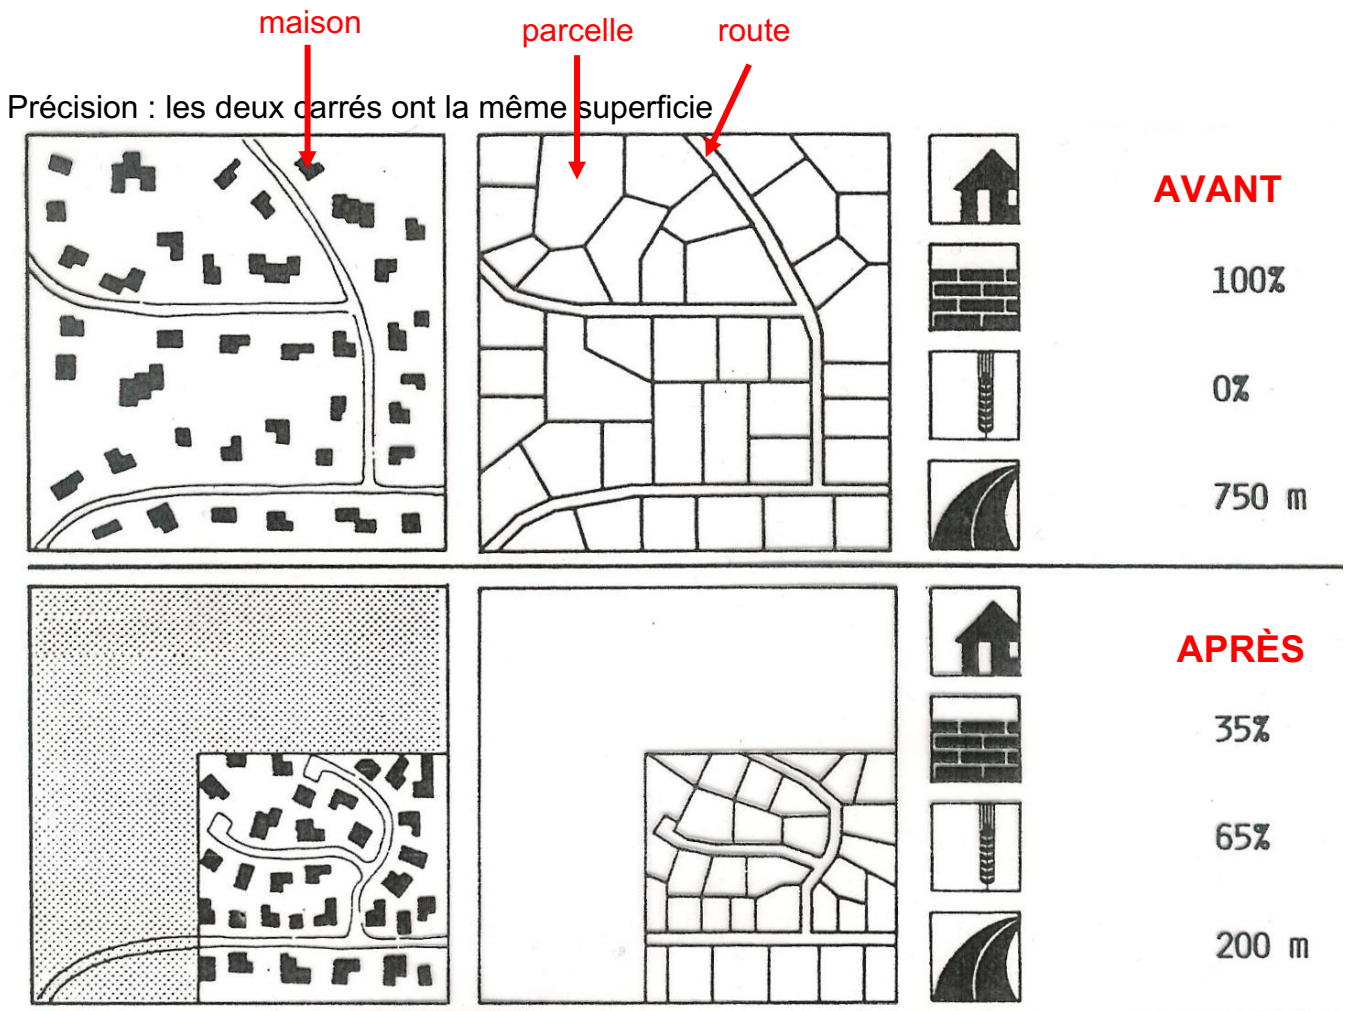 maison
parcelle
route
Précision : les deux carrés ont la même superficie
AVANT
100%
0%
750 m
APRÈS
35%
65%
200 m